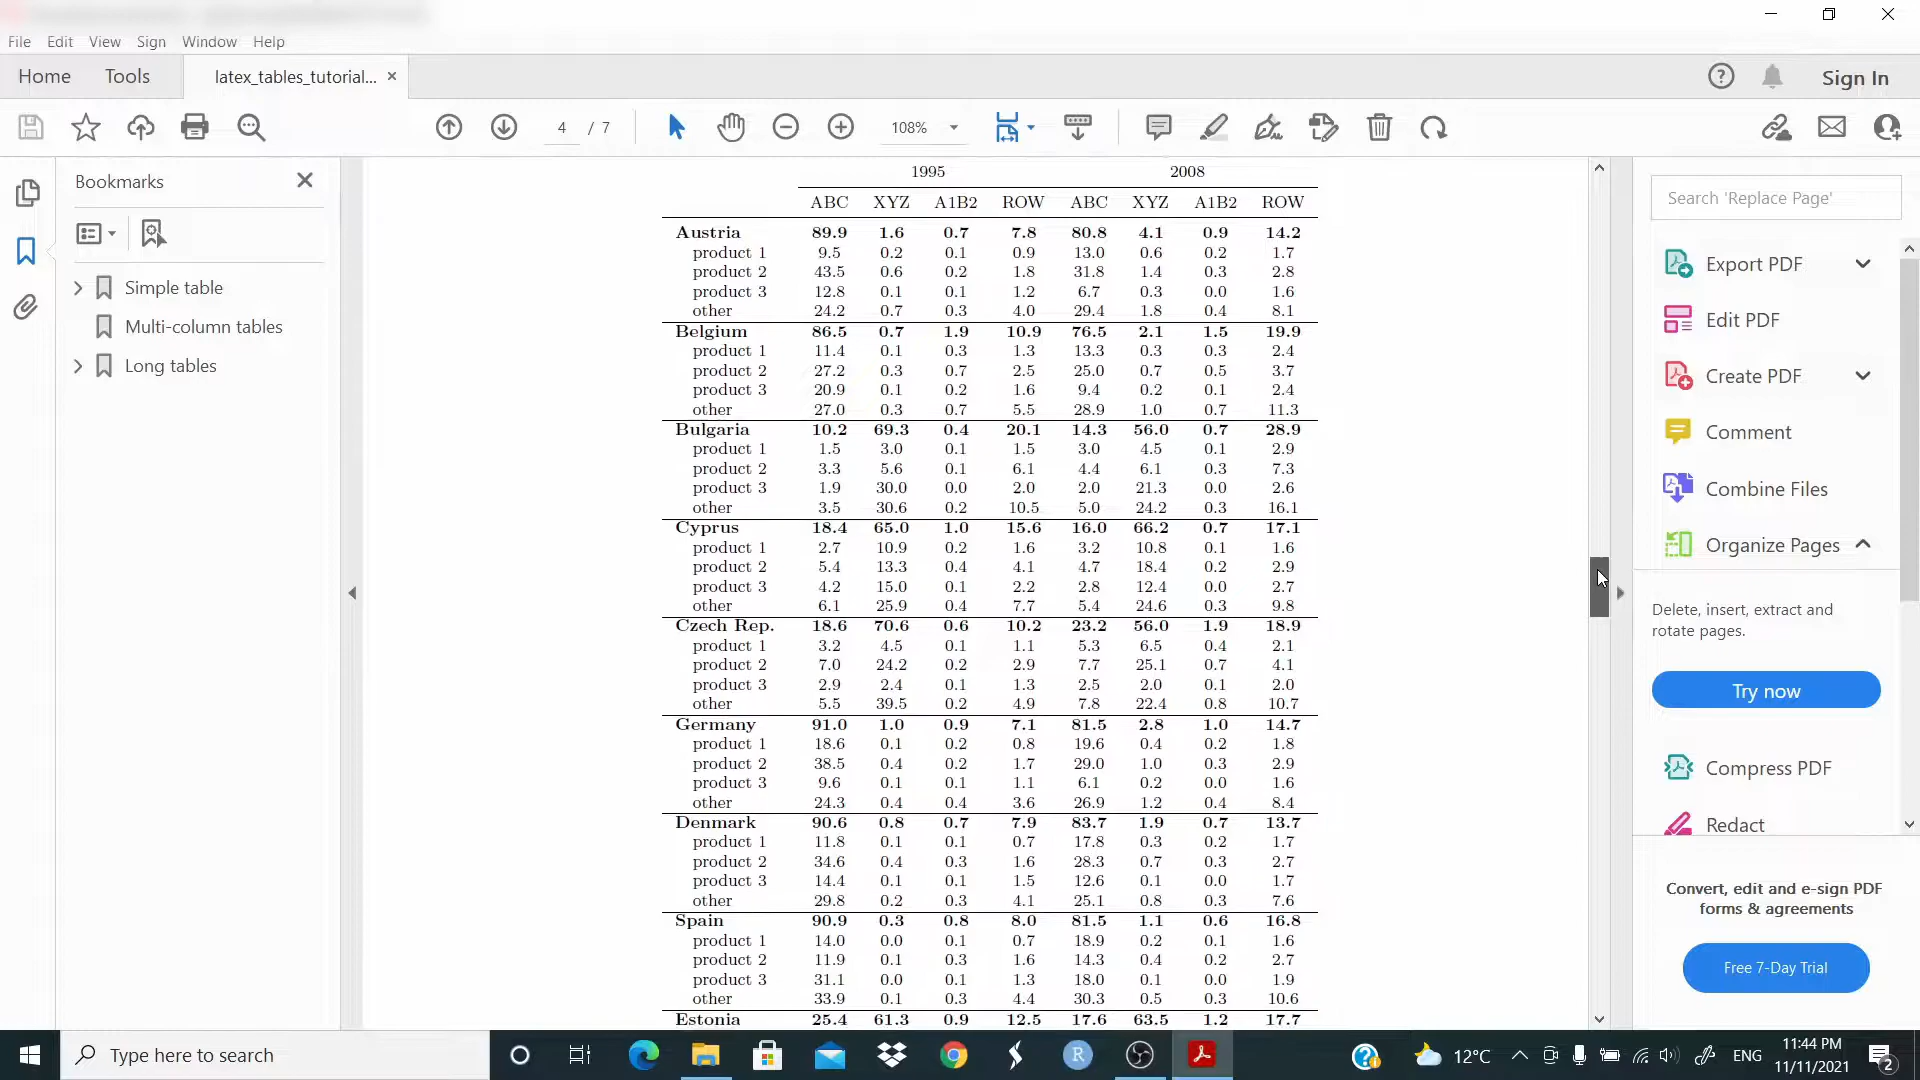 File Edit View Sign Window Help
Home Tools latex_tables_tutorial... × Sign In
4 / 7 108%
Bookmarks
Simple table
Multi-column tables
Long tables
1995 2008
ABC XYZ A1B2 ROW ABC XYZ A1B2 ROW
Austria 89.9 1.6 0.7 7.8 80.8 4.1 0.9 14.2
product 1 9.5 0.2 0.1 0.9 13.0 0.6 0.2 1.7
product 2 43.5 0.6 0.2 1.8 31.8 1.4 0.3 2.8
product 3 12.8 0.1 0.1 1.2 6.7 0.3 0.0 1.6
other 24.2 0.7 0.3 4.0 29.4 1.8 0.4 8.1
Belgium 86.5 0.7 1.9 10.9 76.5 2.1 1.5 19.9
product 1 11.4 0.1 0.3 1.3 13.3 0.3 0.3 2.4
product 2 27.2 0.3 0.7 2.5 25.0 0.7 0.5 3.7
product 3 20.9 0.1 0.2 1.6 9.4 0.2 0.1 2.4
other 27.0 0.3 0.7 5.5 28.9 1.0 0.7 11.3
Bulgaria 10.2 69.3 0.4 20.1 14.3 56.0 0.7 28.9
product 1 1.5 3.0 0.1 1.5 3.0 4.5 0.1 2.9
product 2 3.3 5.6 0.1 6.1 4.4 6.1 0.3 7.3
product 3 1.9 30.0 0.0 2.0 2.0 21.3 0.0 2.6
other 3.5 30.6 0.2 10.5 5.0 24.2 0.3 16.1
Cyprus 18.4 65.0 1.0 15.6 16.0 66.2 0.7 17.1
product 1 2.7 10.9 0.2 1.6 3.2 10.8 0.1 1.6
product 2 5.4 13.3 0.4 4.1 4.7 18.4 0.2 2.9
product 3 4.2 15.0 0.1 2.2 2.8 12.4 0.0 2.7
other 6.1 25.9 0.4 7.7 5.4 24.6 0.3 9.8
Czech Rep. 18.6 70.6 0.6 10.2 23.2 56.0 1.9 18.9
product 1 3.2 4.5 0.1 1.1 5.3 6.5 0.4 2.1
product 2 7.0 24.2 0.2 2.9 7.7 25.1 0.7 4.1
product 3 2.9 2.4 0.1 1.3 2.5 2.0 0.1 2.0
other 5.5 39.5 0.2 4.9 7.8 22.4 0.8 10.7
Germany 91.0 1.0 0.9 7.1 81.5 2.8 1.0 14.7
product 1 18.6 0.1 0.2 0.8 19.6 0.4 0.2 1.8
product 2 38.5 0.4 0.2 1.7 29.0 1.0 0.3 2.9
product 3 9.6 0.1 0.1 1.1 6.1 0.2 0.0 1.6
other 24.3 0.4 0.4 3.6 26.9 1.2 0.4 8.4
Denmark 90.6 0.8 0.7 7.9 83.7 1.9 0.7 13.7
product 1 11.8 0.1 0.1 0.7 17.8 0.3 0.2 1.7
product 2 34.6 0.4 0.3 1.6 28.3 0.7 0.3 2.7
product 3 14.4 0.1 0.1 1.5 12.6 0.1 0.0 1.7
other 29.8 0.2 0.3 4.1 25.1 0.8 0.3 7.6
Spain 90.9 0.3 0.8 8.0 81.5 1.1 0.6 16.8
product 1 14.0 0.0 0.1 0.7 18.9 0.2 0.1 1.6
product 2 11.9 0.1 0.3 1.6 14.3 0.4 0.2 2.7
product 3 31.1 0.0 0.1 1.3 18.0 0.1 0.0 1.9
other 33.9 0.1 0.3 4.4 30.3 0.5 0.3 10.6
Estonia 25.4 61.3 0.9 12.5 17.6 63.5 1.2 17.7
Search 'Replace Page'
Export PDF
Edit PDF
Create PDF
Comment
Combine Files
Organize Pages
Delete, insert, extract and
rotate pages.
Try now
Compress PDF
Redact
Convert, edit and e-sign PDF
forms & agreements
Free 7-Day Trial
Type here to search
12°C ENG
11:44 PM
11/11/2021
2